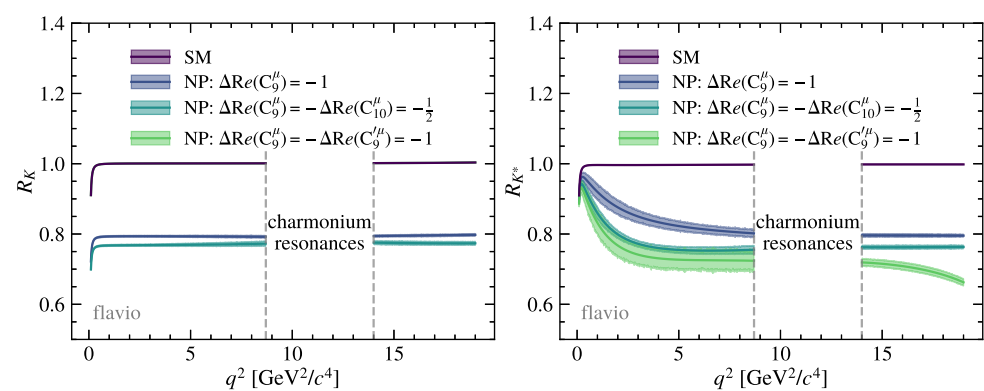 1.4
1.2
1.0
0.8
0.6
R_K
SM
NP: ΔRe(C₉^μ) = −1
NP: ΔRe(C₉^μ) = −ΔRe(C₁₀^μ) = −1/2
NP: ΔRe(C₉^μ) = −ΔRe(C₉^′μ) = −1
charmonium
resonances
flavio
0 5 10 15
q² [GeV²/c⁴]
1.4
1.2
1.0
0.8
0.6
R_K*
SM
NP: ΔRe(C₉^μ) = −1
NP: ΔRe(C₉^μ) = −ΔRe(C₁₀^μ) = −1/2
NP: ΔRe(C₉^μ) = −ΔRe(C₉^′μ) = −1
charmonium
resonances
flavio
0 5 10 15
q² [GeV²/c⁴]